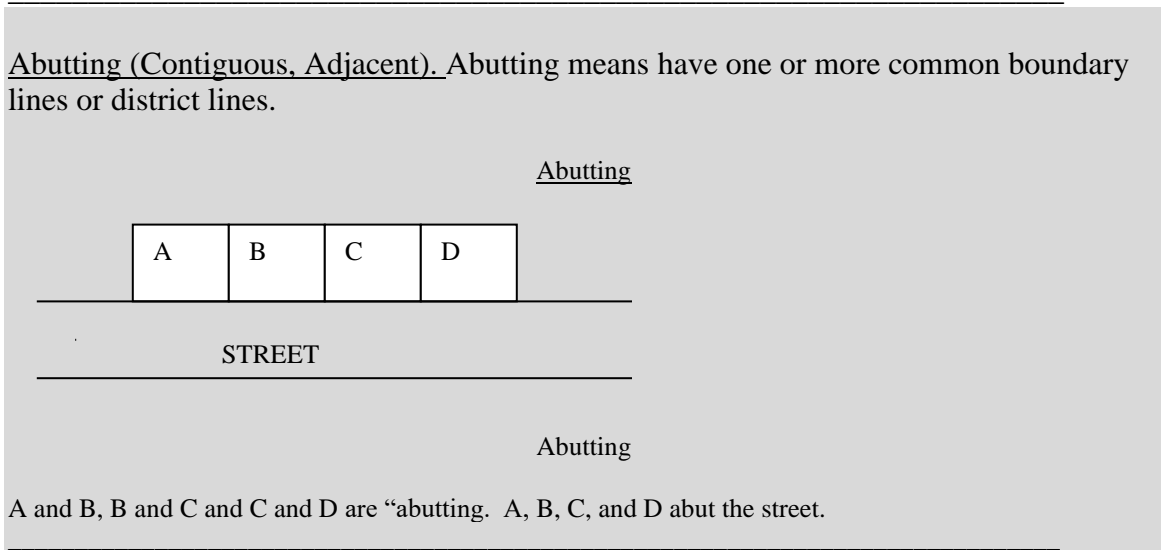 Abutting (Contiguous, Adjacent). Abutting means have one or more common boundary
lines or district lines.
Abutting
A B C D
STREET
Abutting
A and B, B and C and C and D are “abutting. A, B, C, and D abut the street.